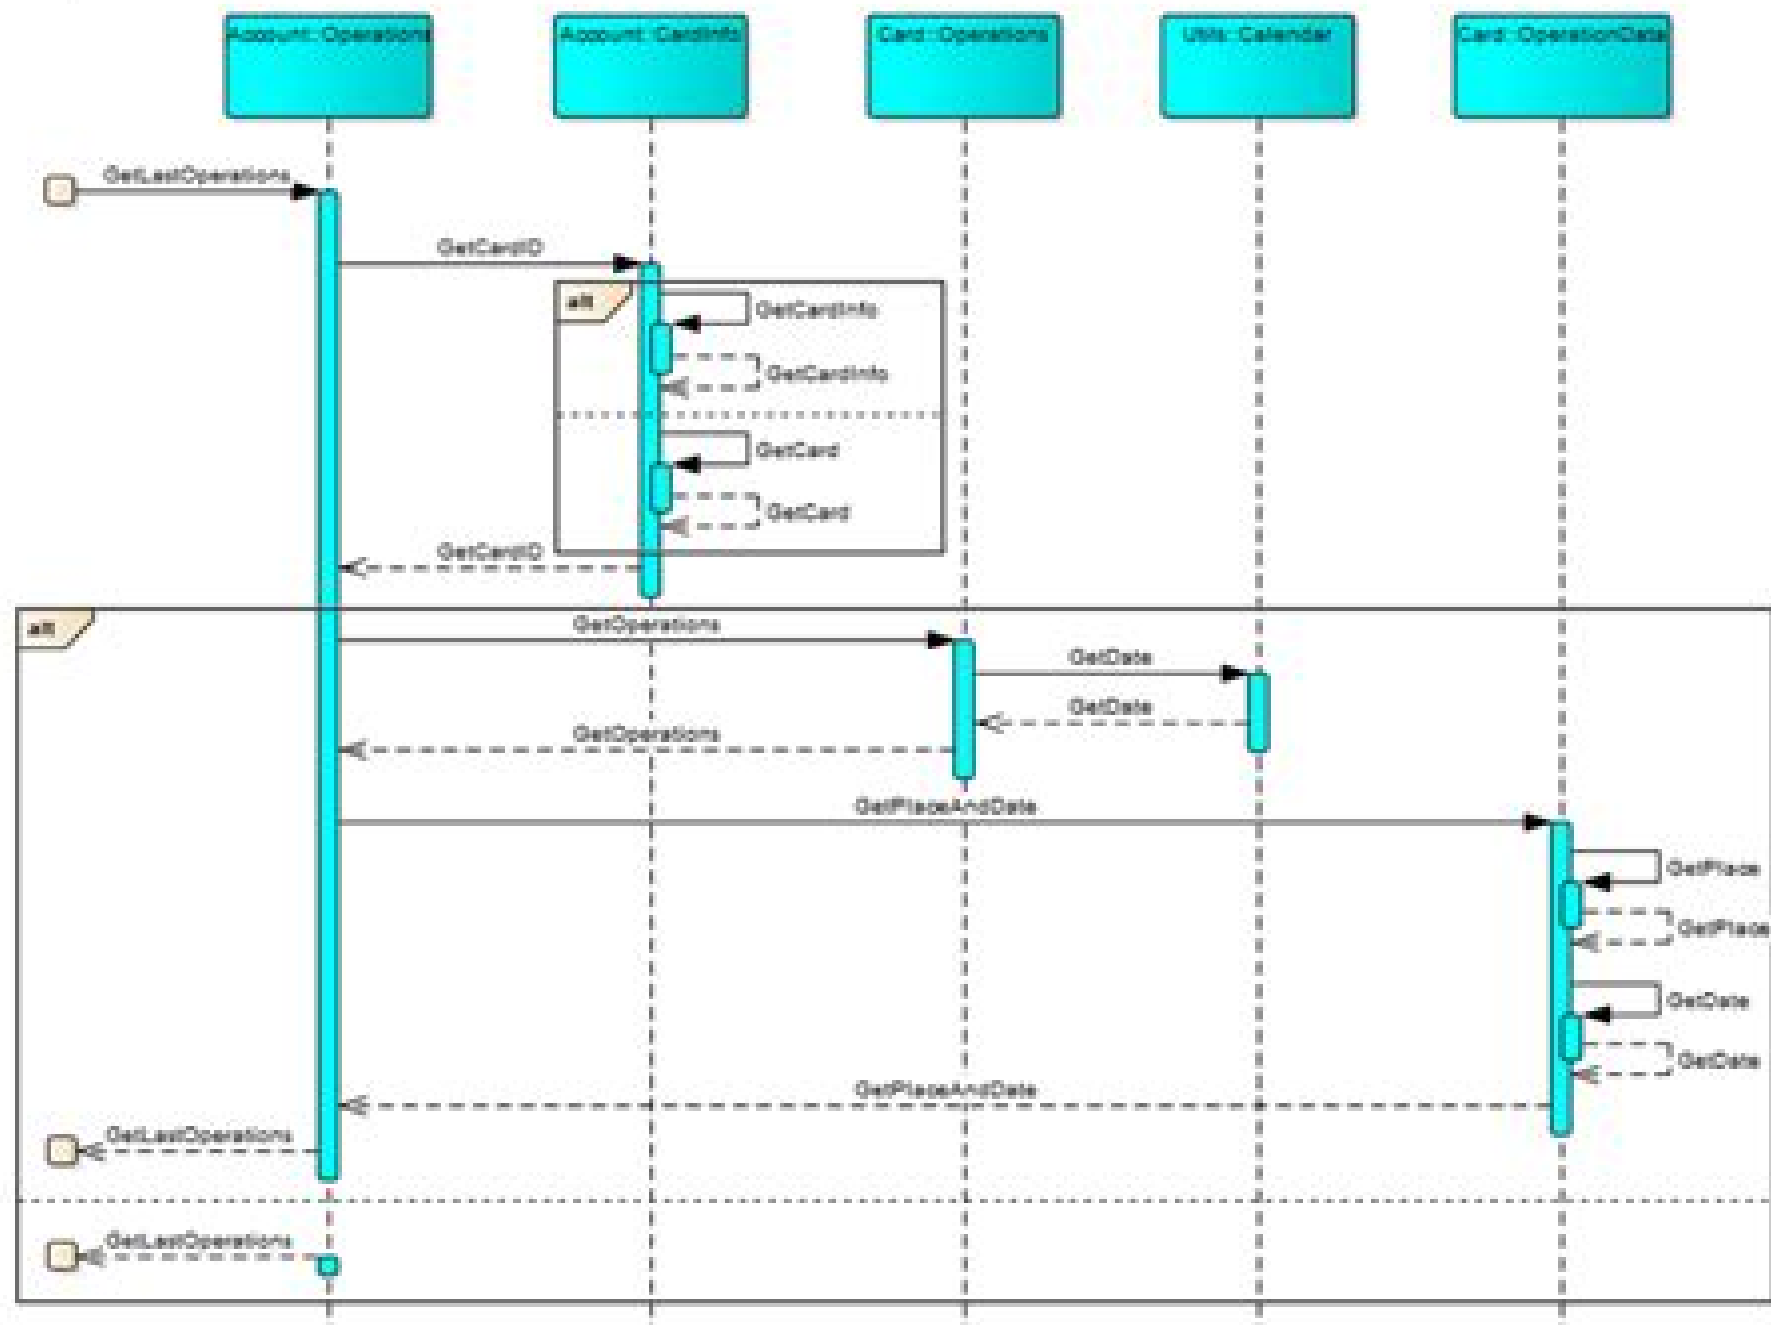 Account::Operations
Account::CardInfo
Card::Operations
Utils::Calendar
Card::OperationData
GetLastOperations
GetCardID
alt
GetCardInfo
GetCardInfo
GetCard
GetCard
GetCardID
alt
GetOperations
GetDate
GetDate
GetOperations
GetPlaceAndDate
GetPlace
GetPlace
GetDate
GetDate
GetPlaceAndDate
GetLastOperations
GetLastOperations